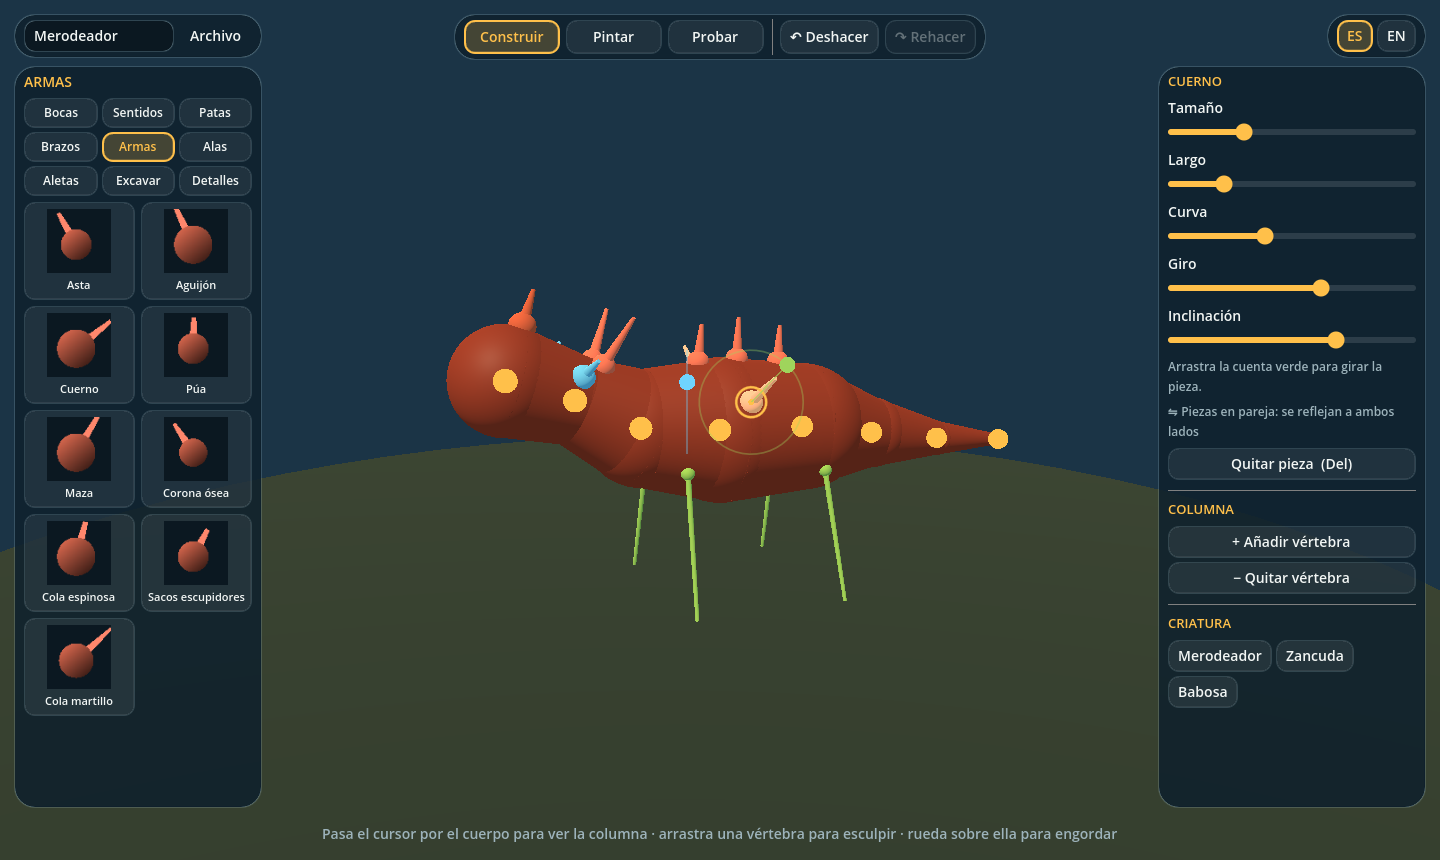 Merodeador
Archivo
Construir
Pintar
Probar
↶ Deshacer
↷ Rehacer
ES
EN
ARMAS
Bocas
Sentidos
Patas
Brazos
Armas
Alas
Aletas
Excavar
Detalles
Asta
Aguijón
Cuerno
Púa
Maza
Corona ósea
Cola espinosa
Sacos escupidores
Cola martillo
CUERNO
Tamaño
Largo
Curva
Giro
Inclinación
Arrastra la cuenta verde para girar la
pieza.
⇋ Piezas en pareja: se reflejan a ambos
lados
Quitar pieza  (Del)
COLUMNA
+ Añadir vértebra
− Quitar vértebra
CRIATURA
Merodeador
Zancuda
Babosa
Pasa el cursor por el cuerpo para ver la columna · arrastra una vértebra para esculpir · rueda sobre ella para engordar